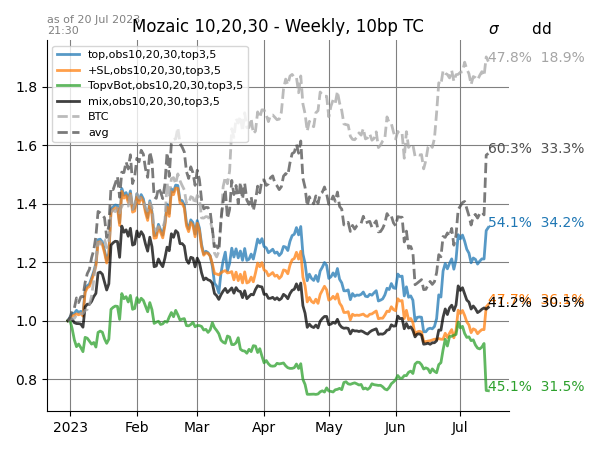 as of 20 Jul 2023
21:30
Mozaic 10,20,30 - Weekly, 10bp TC
σ dd
top,obs10,20,30,top3,5
+SL,obs10,20,30,top3,5
TopvBot,obs10,20,30,top3,5
mix,obs10,20,30,top3,5
BTC
avg
47.8% 18.9%
60.3% 33.3%
54.1% 34.2%
41.2% 30.5%
45.1% 31.5%
1.8
1.6
1.4
1.2
1.0
0.8
2023 Feb Mar Apr May Jun Jul